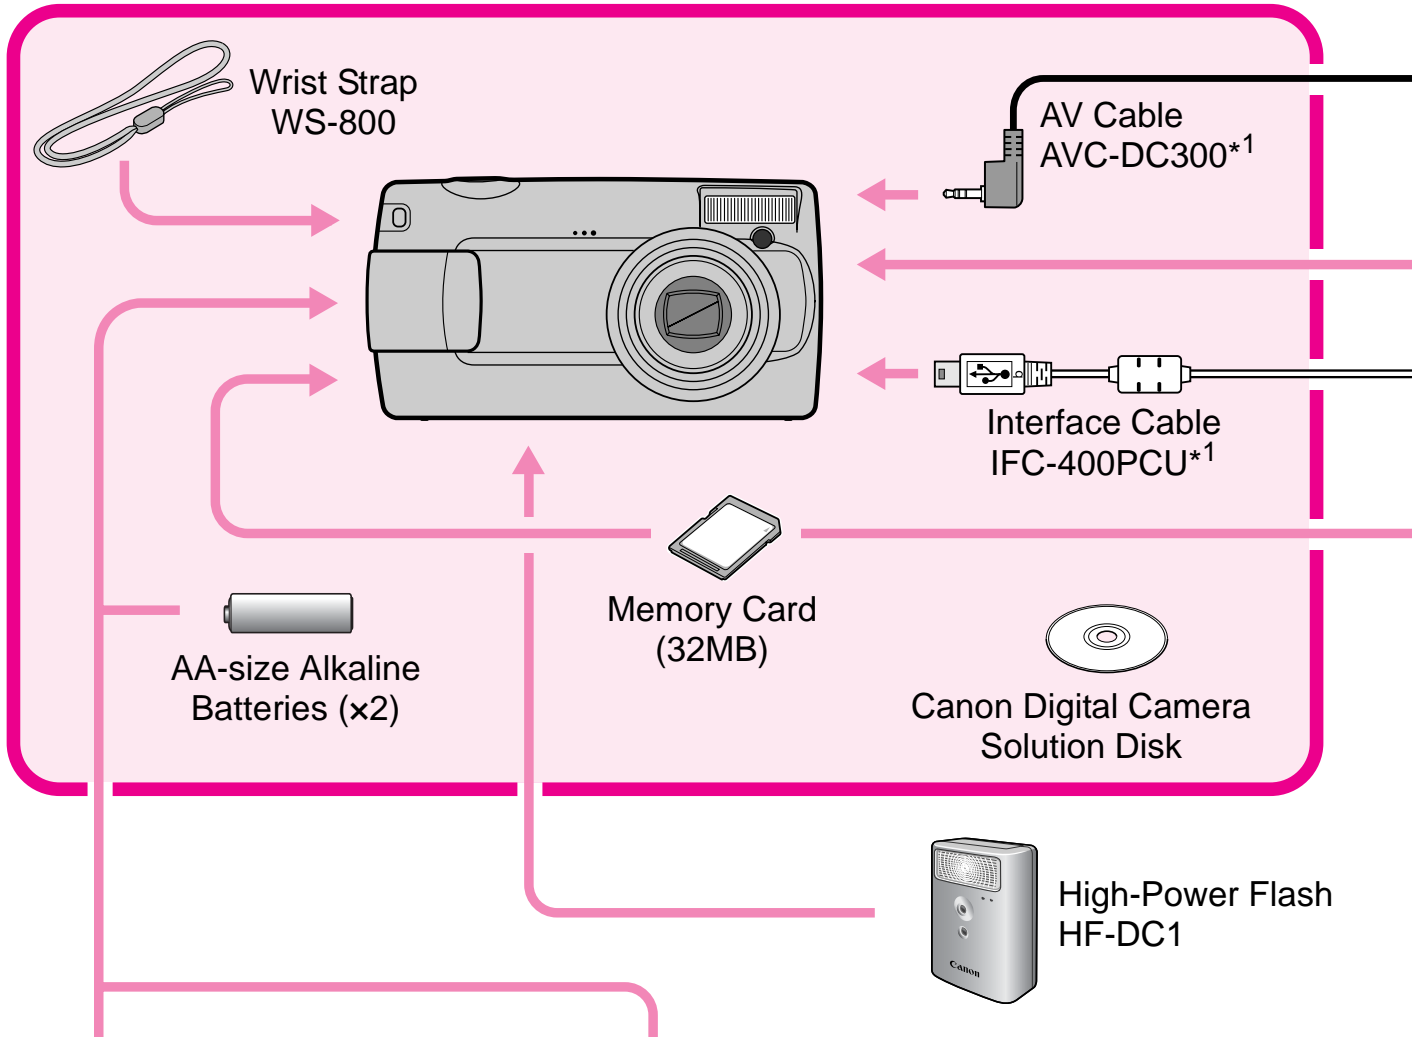 Wrist Strap
WS-800
AV Cable
AVC-DC300*1
Interface Cable
IFC-400PCU*1
Memory Card
(32MB)
AA-size Alkaline
Batteries (×2)
Canon Digital Camera
Solution Disk
High-Power Flash
HF-DC1
Canon